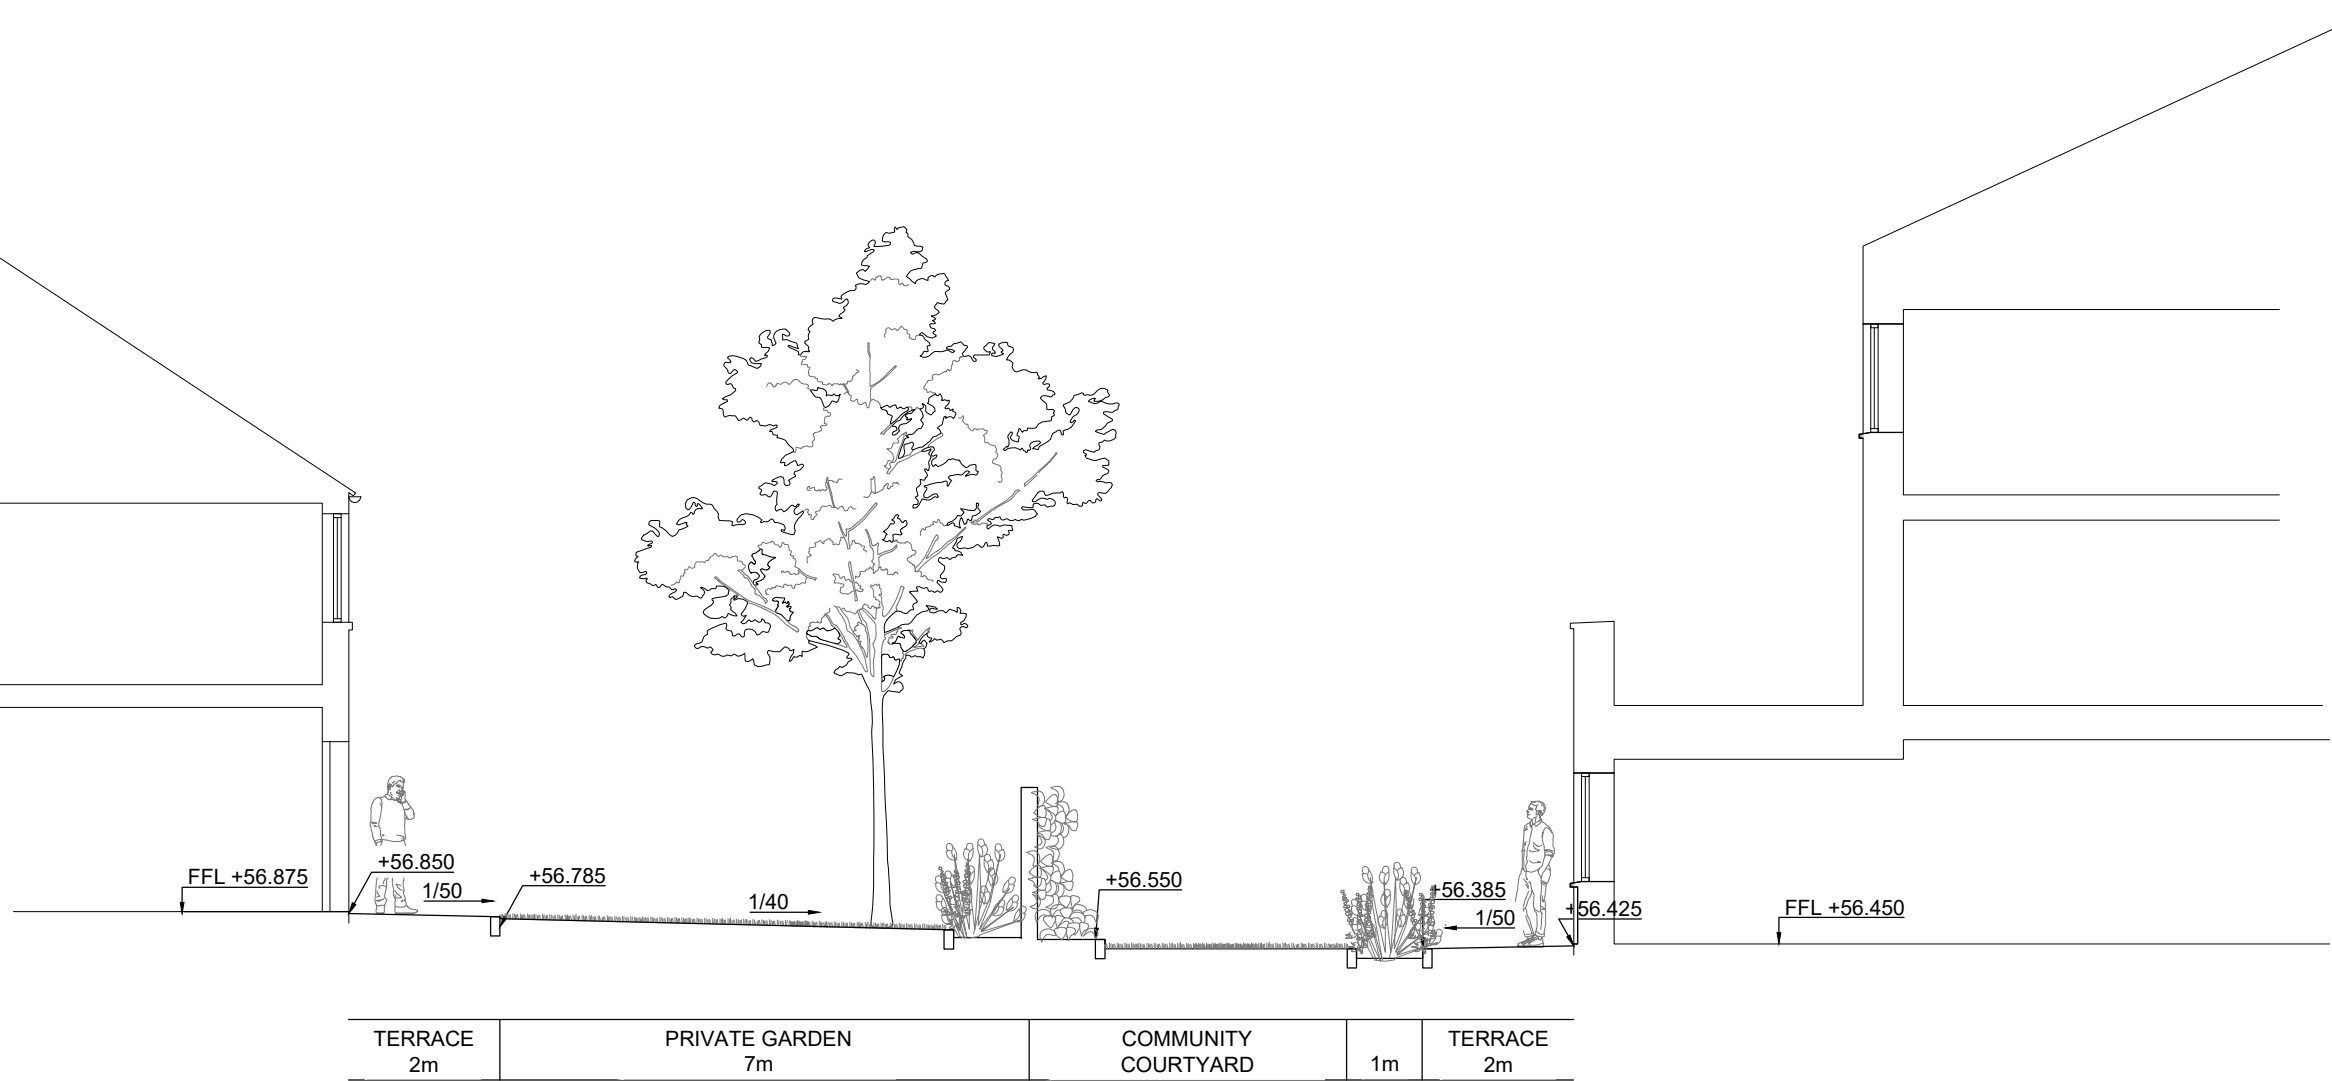 +56.850
FFL +56.875
1/50
+56.785
1/40
+56.550
+56.385
1/50
+56.425
FFL +56.450
TERRACE
2m
PRIVATE GARDEN
7m
COMMUNITY
COURTYARD
1m
TERRACE
2m